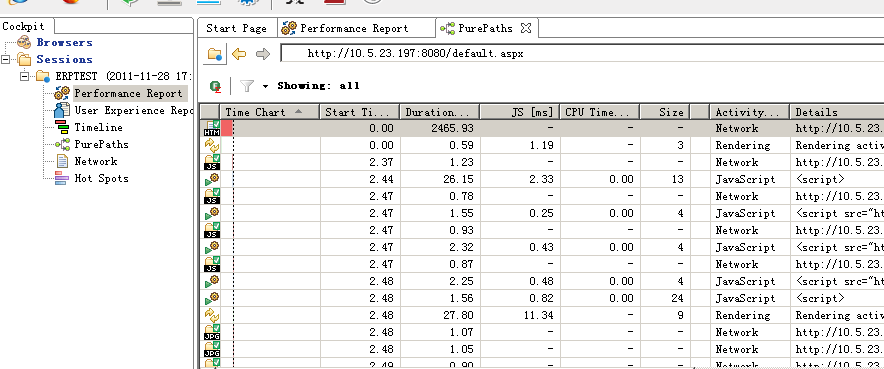 Cockpit
Browsers
Sessions
ERPTEST (2011-11-28 17:
Performance Report
User Experience Repo
Timeline
PurePaths
Network
Hot Spots
Start Page Performance Report PurePaths
http://10.5.23.197:8080/default.aspx
Showing: all
Time Chart Start Ti... Duration... JS [ms] CPU Time... Size Activity... Details
HTM 0.00 2465.93 - - - Network http://10.5.23.
0.00 0.59 1.19 - 3 Rendering Rendering activ
JS 2.37 1.23 - - - Network http://10.5.23.
2.44 26.15 2.33 0.00 13 JavaScript <script>
JS 2.47 0.78 - - - Network http://10.5.23.
2.47 1.55 0.25 0.00 4 JavaScript <script src="ht
JS 2.47 0.93 - - - Network http://10.5.23.
2.47 2.32 0.43 0.00 4 JavaScript <script src="ht
JS 2.47 0.87 - - - Network http://10.5.23.
2.48 2.25 0.48 0.00 4 JavaScript <script src="ht
2.48 1.56 0.82 0.00 24 JavaScript <script>
2.48 27.80 11.34 - 9 Rendering Rendering activ
JPG 2.48 1.07 - - - Network http://10.5.23.
JPG 2.48 1.05 - - - Network http://10.5.23.
2.49 0.90 - - - Network http://10.5.23.